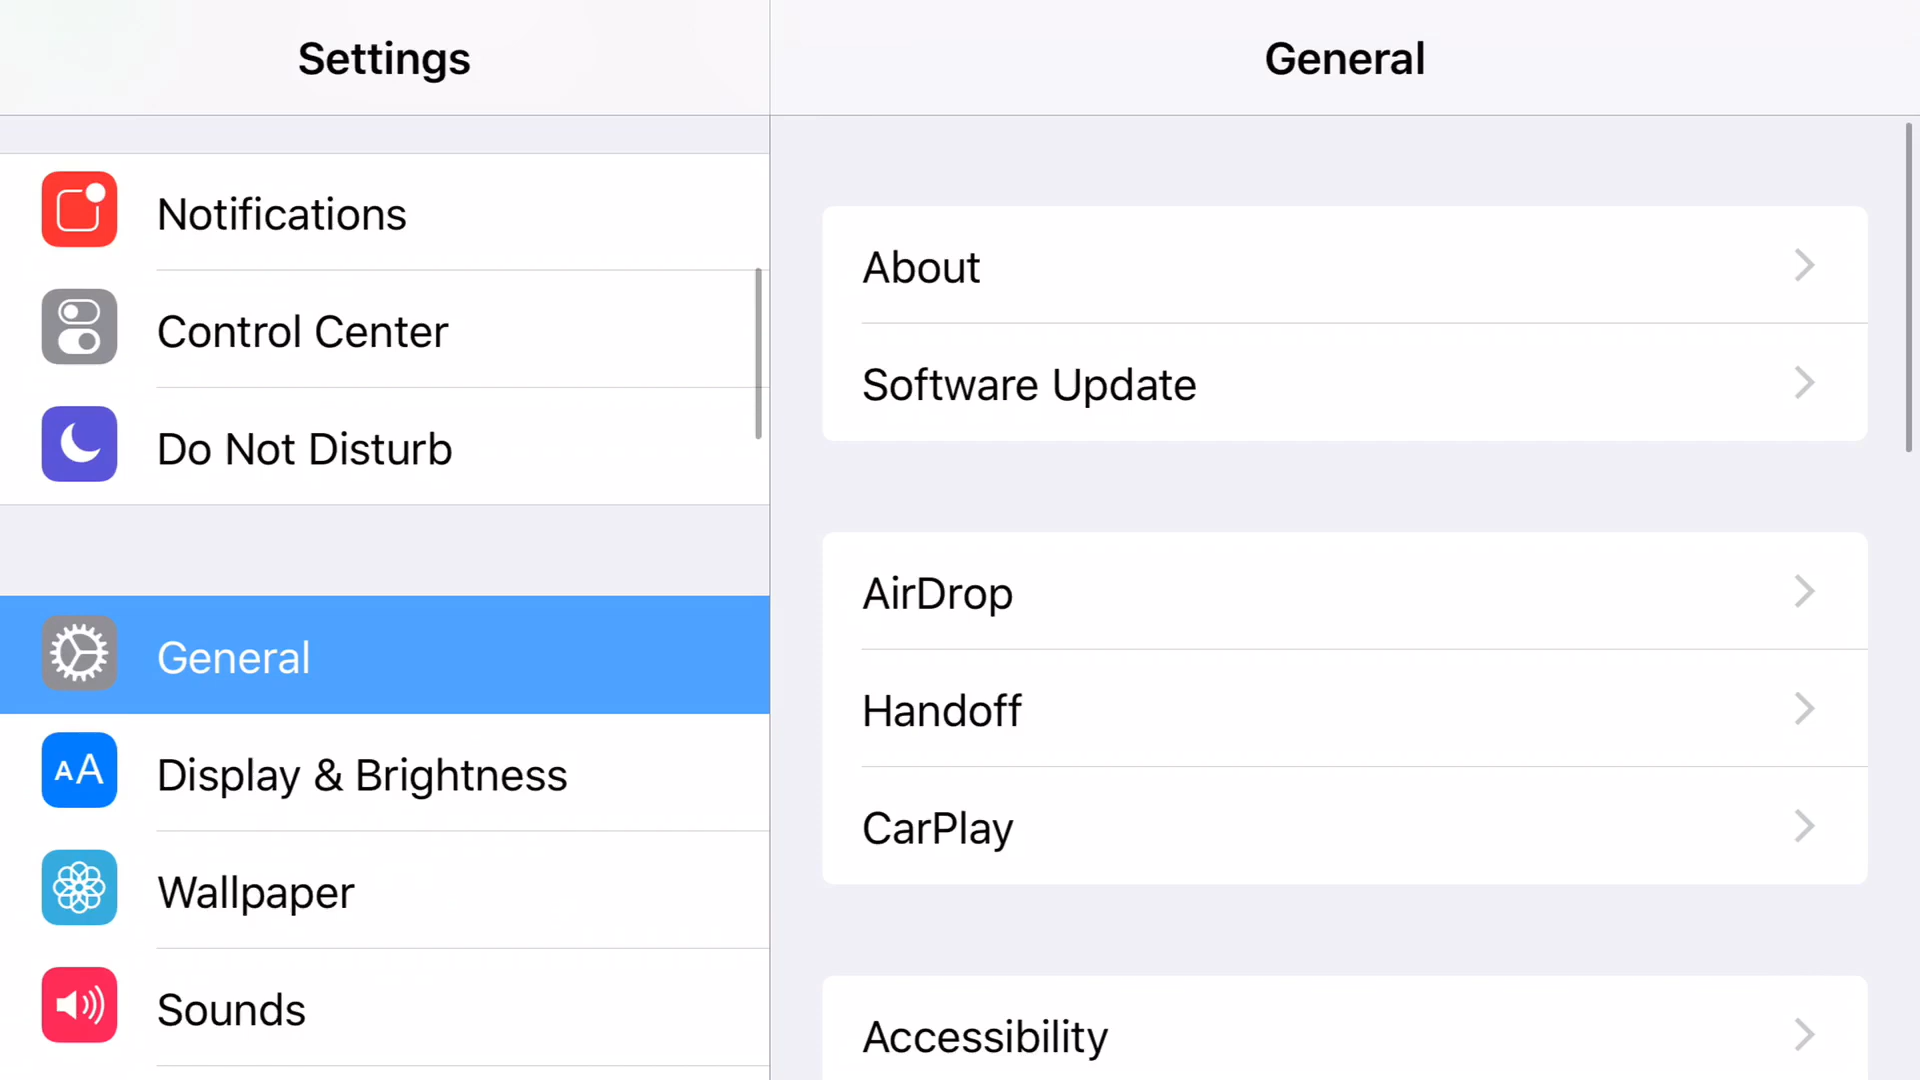 Settings
Notifications
Control Center
Do Not Disturb
General
AA Display & Brightness
Wallpaper
Sounds
General
About
Software Update
AirDrop
Handoff
CarPlay
Accessibility